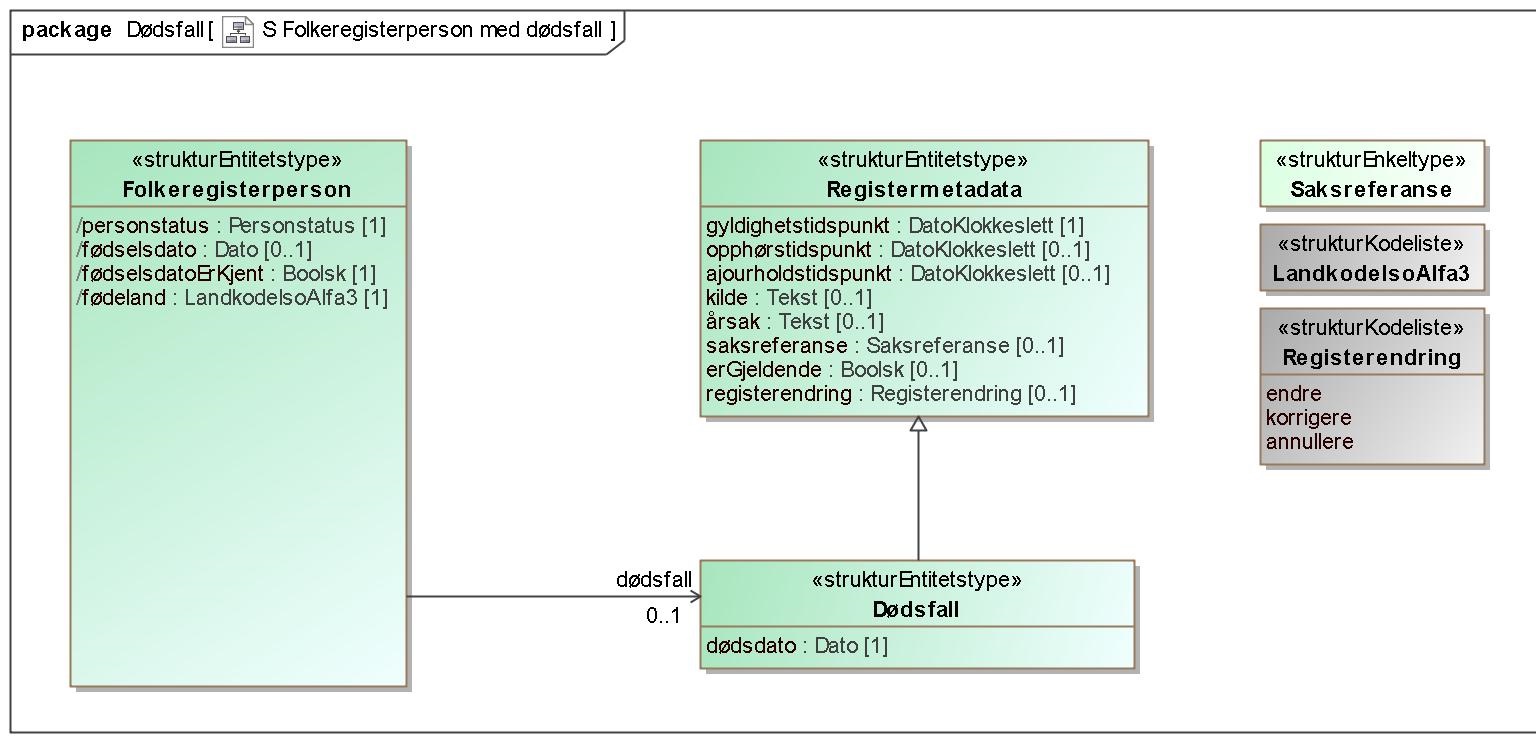 package Dødsfall [ S Folkeregisterperson med dødsfall ]
«strukturEntitetstype»
Folkeregisterperson
/personstatus : Personstatus [1]
/fødselsdato : Dato [0..1]
/fødselsdatoErKjent : Boolsk [1]
/fødeland : LandkodeIsoAlfa3 [1]
«strukturEntitetstype»
Registermetadata
gyldighetstidspunkt : DatoKlokkeslett [1]
opphørstidspunkt : DatoKlokkeslett [0..1]
ajourholdstidspunkt : DatoKlokkeslett [0..1]
kilde : Tekst [0..1]
årsak : Tekst [0..1]
saksreferanse : Saksreferanse [0..1]
erGjeldende : Boolsk [0..1]
registerendring : Registerendring [0..1]
«strukturEnkeltype»
Saksreferanse
«strukturKodeliste»
LandkodeIsoAlfa3
«strukturKodeliste»
Registerendring
endre
korrigere
annullere
dødsfall
0..1
«strukturEntitetstype»
Dødsfall
dødsdato : Dato [1]